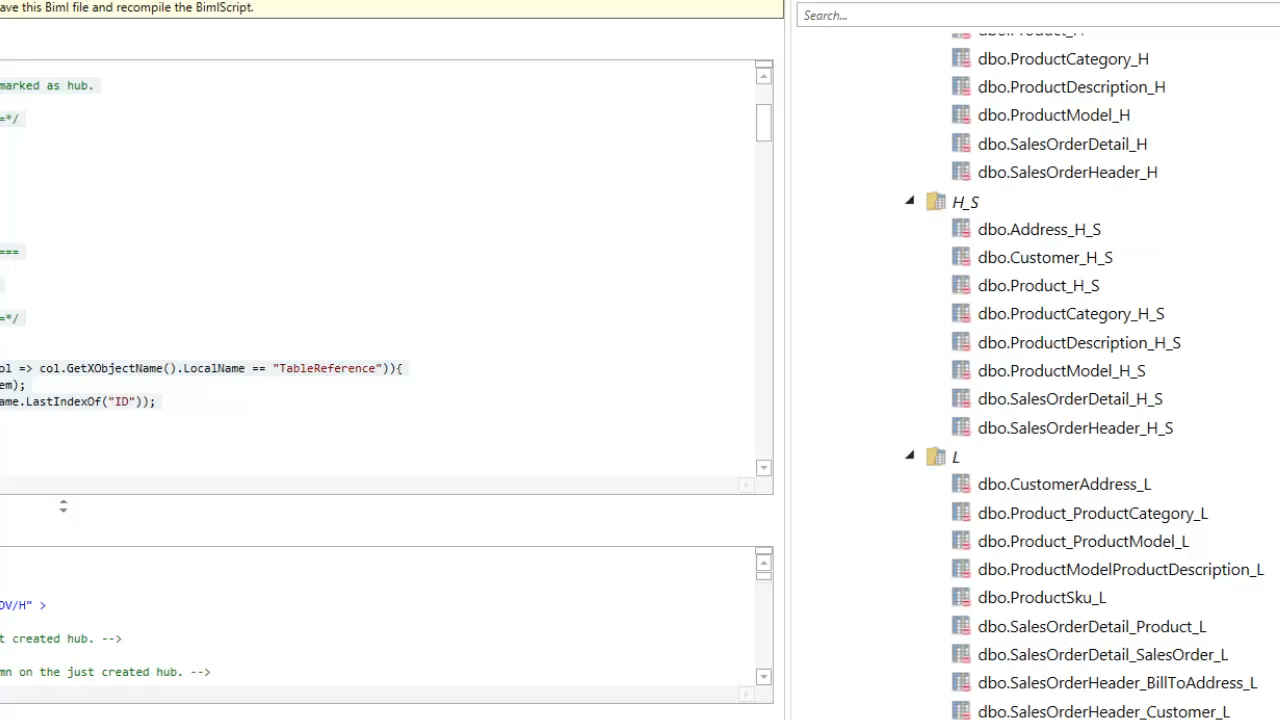 ave this Biml file and recompile the BimlScript.
marked as hub.
=*/
===
=*/
ol => col.GetXObjectName().LocalName == "TableReference")){
em);
ame.LastIndexOf("ID"));
DV/H" >
t created hub. -->
mn on the just created hub. -->
Search...
dbo.Product_H
dbo.ProductCategory_H
dbo.ProductDescription_H
dbo.ProductModel_H
dbo.SalesOrderDetail_H
dbo.SalesOrderHeader_H
H_S
dbo.Address_H_S
dbo.Customer_H_S
dbo.Product_H_S
dbo.ProductCategory_H_S
dbo.ProductDescription_H_S
dbo.ProductModel_H_S
dbo.SalesOrderDetail_H_S
dbo.SalesOrderHeader_H_S
L
dbo.CustomerAddress_L
dbo.Product_ProductCategory_L
dbo.Product_ProductModel_L
dbo.ProductModelProductDescription_L
dbo.ProductSku_L
dbo.SalesOrderDetail_Product_L
dbo.SalesOrderDetail_SalesOrder_L
dbo.SalesOrderHeader_BillToAddress_L
dbo.SalesOrderHeader_Customer_L